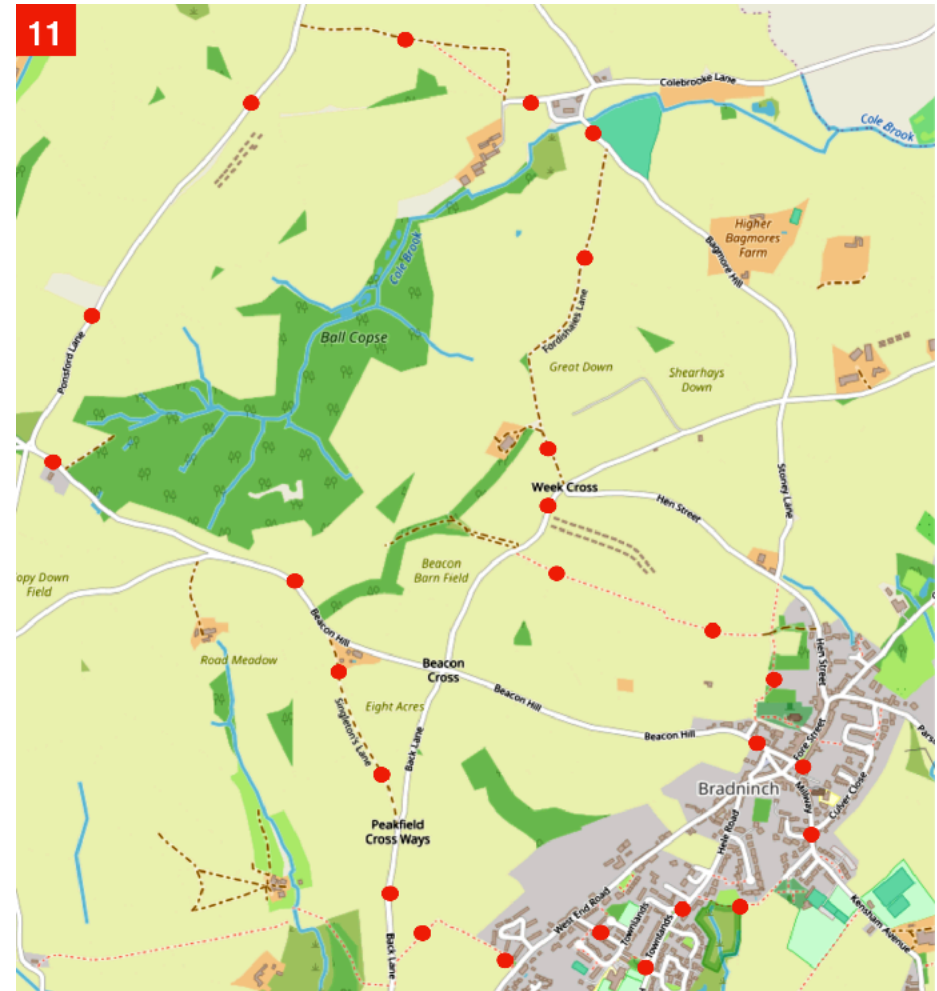 11
Colebrooke Lane
Cole Brook
Higher
Bagmores
Farm
Bagmore Hill
Cole Brook
Fordishaies Lane
Ponsford Lane
Ball Copse
Great Down
Shearhays
Down
Week Cross
Hen Street
Stoney Lane
Beacon
Barn Field
opy Down
Field
Beacon Hill
Road Meadow
Beacon
Cross
Hen Street
Singleton's Lane
Eight Acres
Beacon Hill
Back Lane
Beacon Hill
Fore Street
Bradninch
Milway
Culver Close
Peakfield
Cross Ways
Hele Road
West End Road
Townlands
Townlands
Kensham Avenue
Back Lane